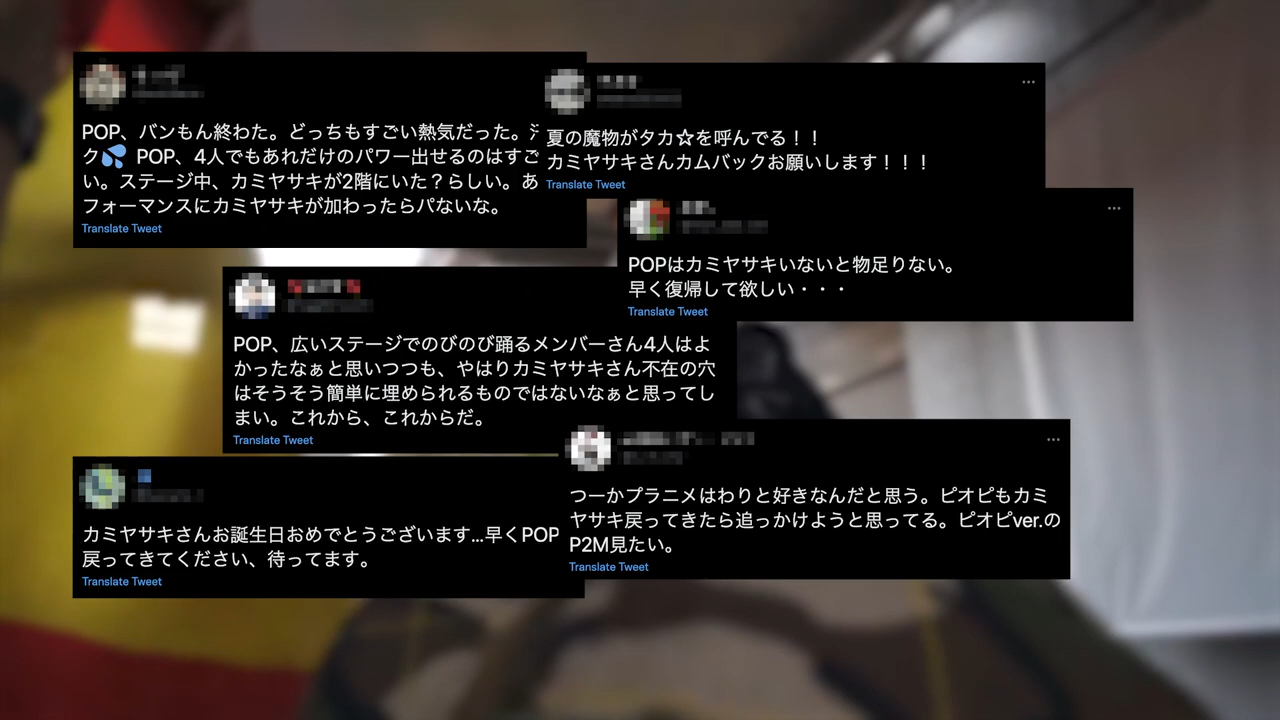 POP、バンもん終わた。どっちもすごい熱気だった。
ク💦 POP、4人でもあれだけのパワー出せるのはすご
い。ステージ中、カミヤサキが2階にいた？らしい。あ
フォーマンスにカミヤサキが加わったらパないな。
Translate Tweet
夏の魔物がタカ☆を呼んでる！！
カミヤサキさんカムバックお願いします！！！
Translate Tweet
POPはカミヤサキいないと物足りない。
早く復帰して欲しい・・・
Translate Tweet
POP、広いステージでのびのび踊るメンバーさん4人はよ
かったなぁと思いつつも、やはりカミヤサキさん不在の穴
はそうそう簡単に埋められるものではないなぁと思ってし
まい。これから、これからだ。
Translate Tweet
カミヤサキさんお誕生日おめでとうございます...早くPOP
戻ってきてください、待ってます。
Translate Tweet
つーかプラニメはわりと好きなんだと思う。ピオピもカミ
ヤサキ戻ってきたら追っかけようと思ってる。ピオピver.の
P2M見たい。
Translate Tweet